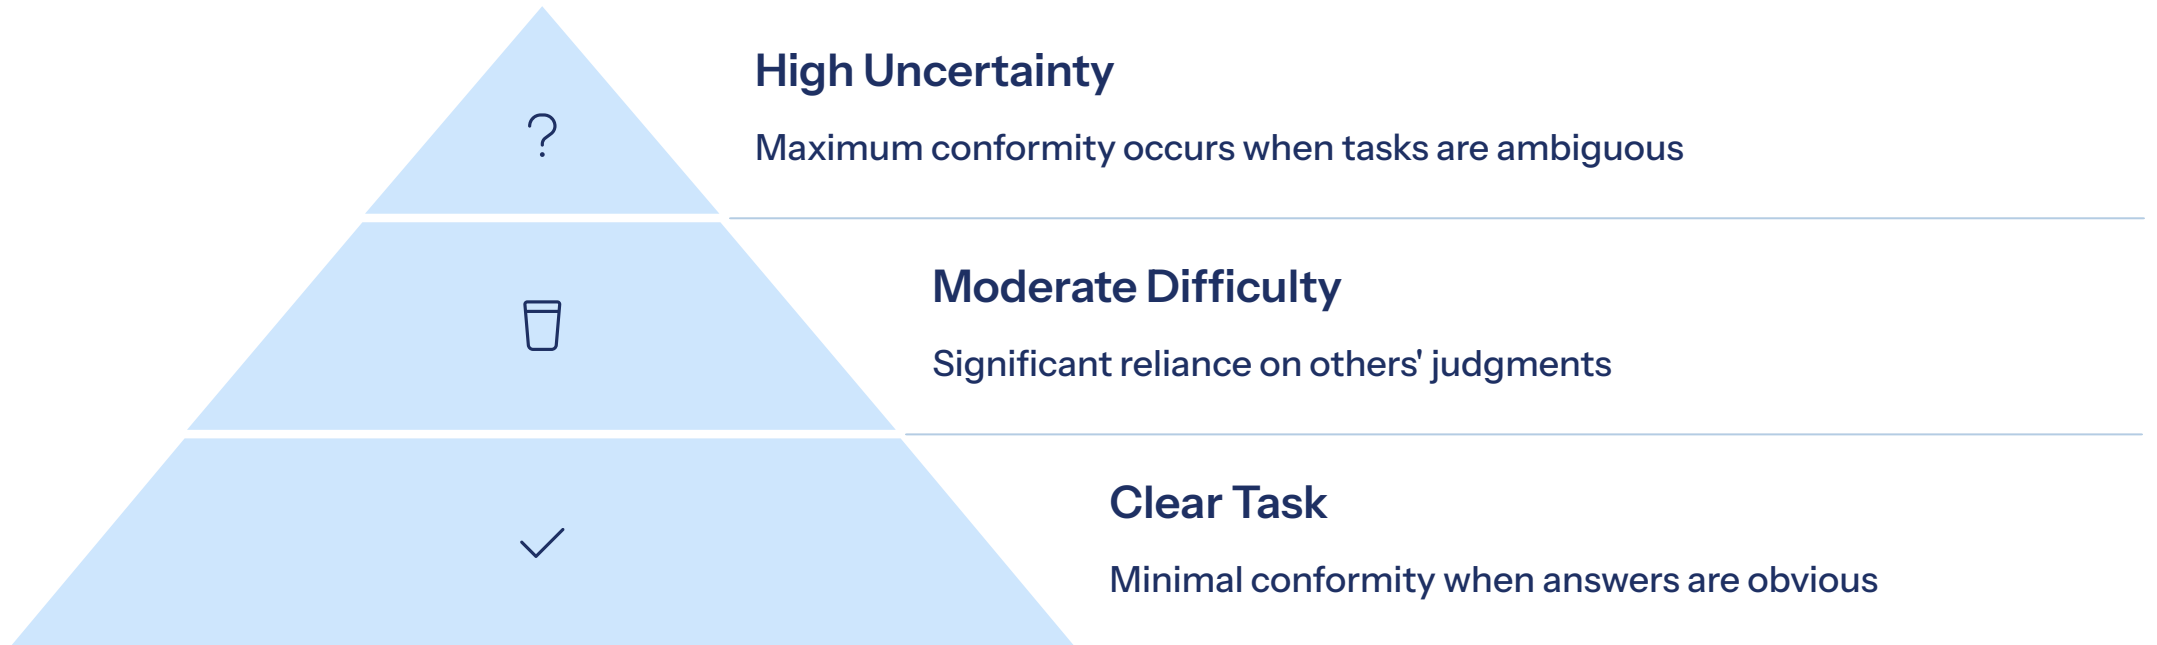 High Uncertainty
Maximum conformity occurs when tasks are ambiguous
?
Moderate Difficulty
Significant reliance on others' judgments
Clear Task
Minimal conformity when answers are obvious